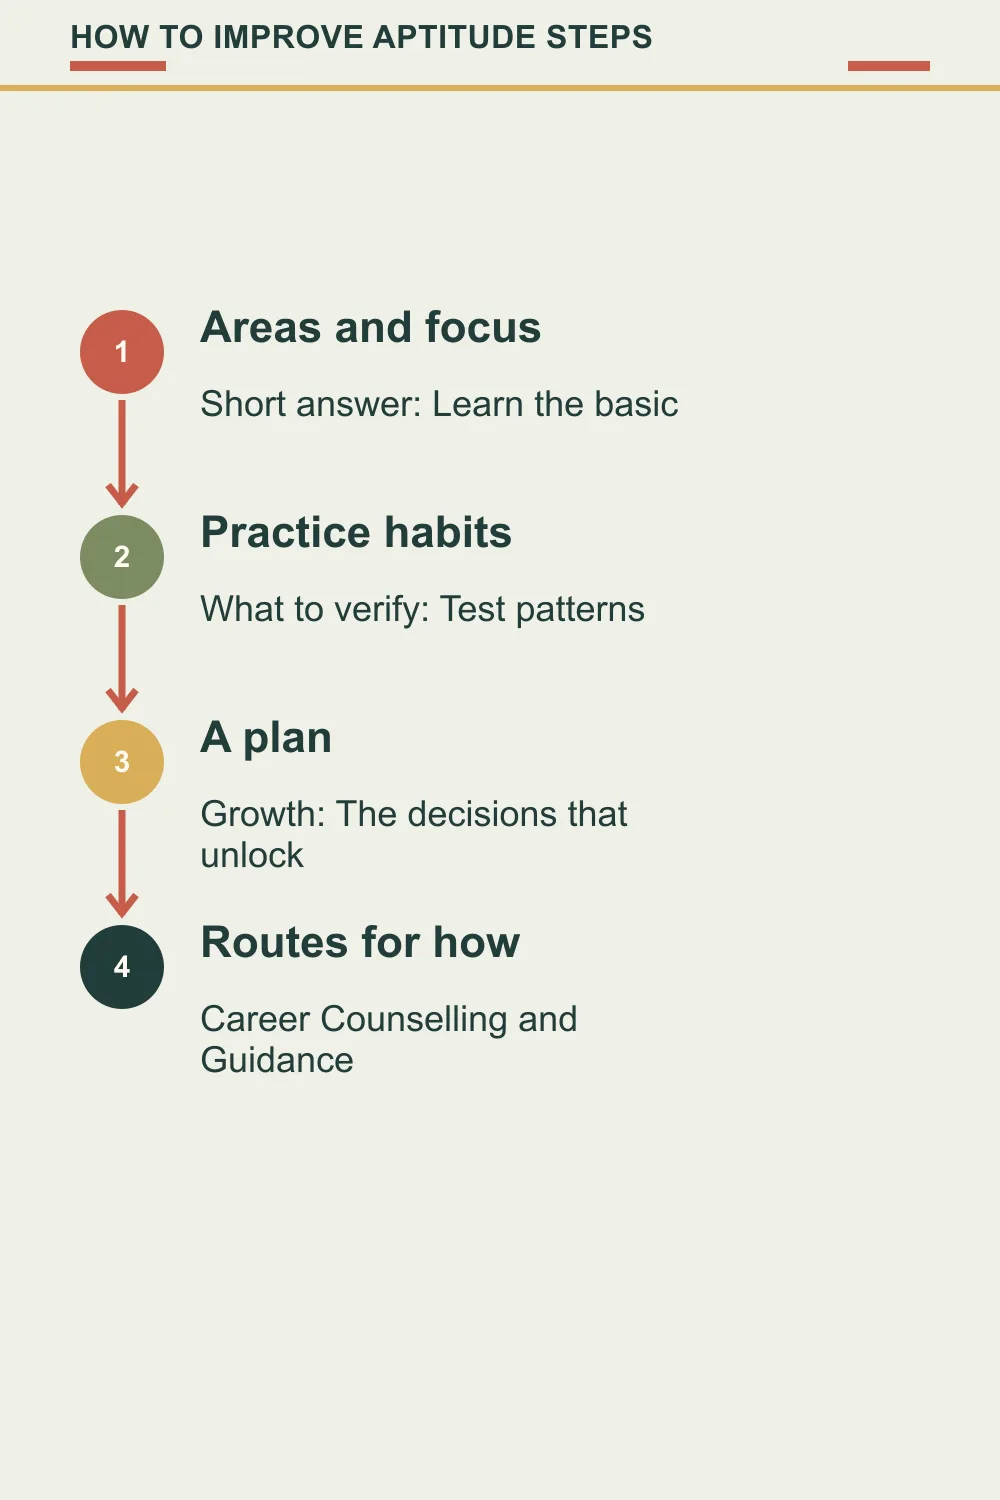 HOW TO IMPROVE APTITUDE STEPS
1
Areas and focus
Short answer: Learn the basic
2
Practice habits
What to verify: Test patterns
3
A plan
Growth: The decisions that
unlock
4
Routes for how
Career Counselling and
Guidance